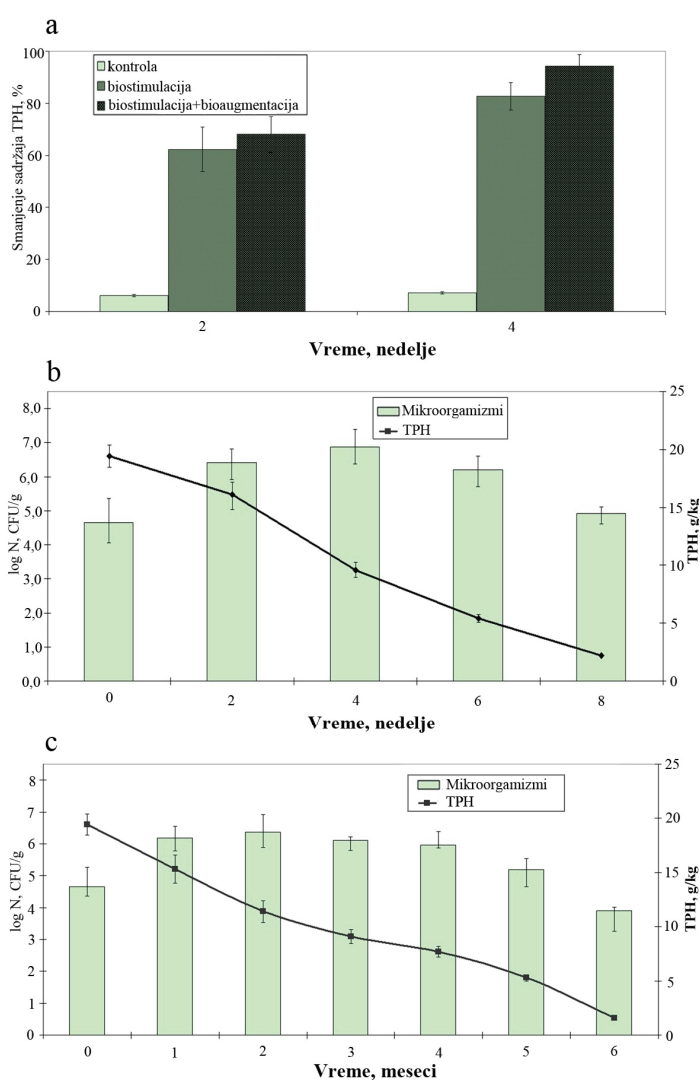 a
100
80
60
40
20
0
Smanjenje sadržaja TPH, %
kontrola
biostimulacija
biostimulacija+bioaugmentacija
2 4
Vreme, nedelje
b
8,0
7,0
6,0
5,0
4,0
3,0
2,0
1,0
0,0
log N, CFU/g
Mikroorgamizmi
TPH
25
20
15
10
5
0
TPH, g/kg
0 2 4 6 8
Vreme, nedelje
c
8
7
6
5
4
3
2
1
0
log N, CFU/g
Mikroorgamizmi
TPH
25
20
15
10
5
0
TPH, g/kg
0 1 2 3 4 5 6
Vreme, meseci